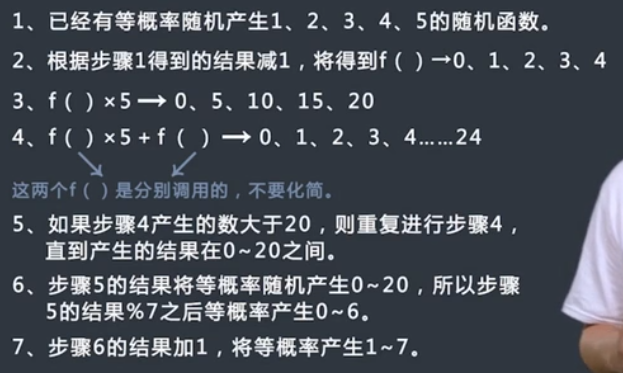 1、已经有等概率随机产生1、2、3、4、5的随机函数。
2、根据步骤1得到的结果减1，将得到f ( ) →0、1、2、3、4
3、f ( ) ×5 → 0、5、10、15、20
4、f ( ) ×5 + f ( ) → 0、1、2、3、4……24
这两个f ( ) 是分别调用的，不要化简。
5、如果步骤4产生的数大于20，则重复进行步骤4，
直到产生的结果在0~20之间。
6、步骤5的结果将等概率随机产生0~20，所以步骤
5的结果%7之后等概率产生0~6。
7、步骤6的结果加1，将等概率产生1~7。